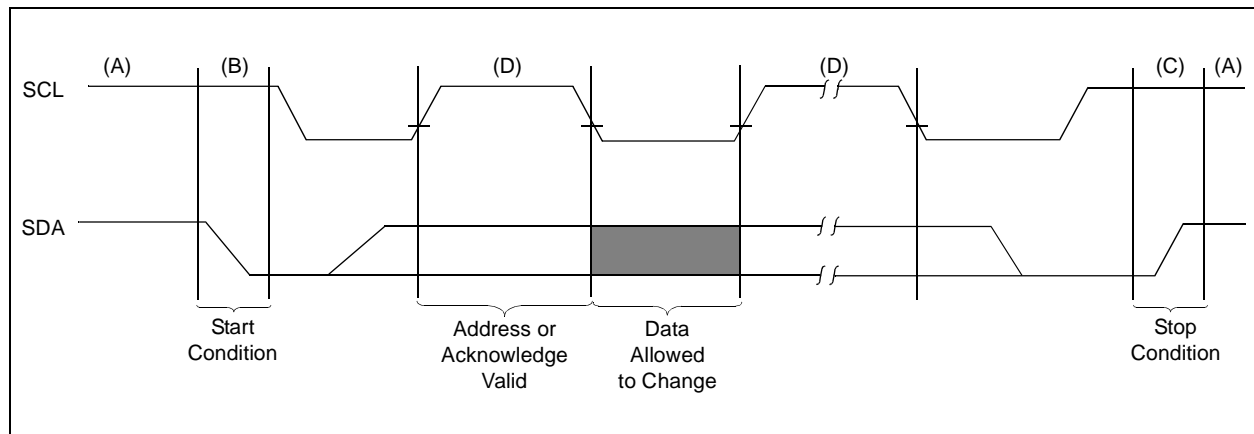 (A) (B) (D) (D) (C) (A)
SCL
SDA
Start
Condition
Address or
Acknowledge
Valid
Data
Allowed
to Change
Stop
Condition